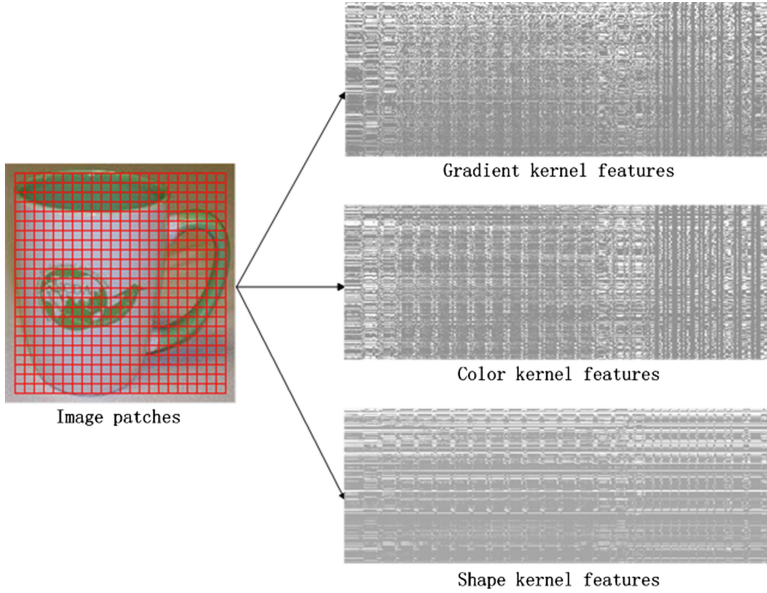 Gradient kernel features
Color kernel features
Image patches
Shape kernel features